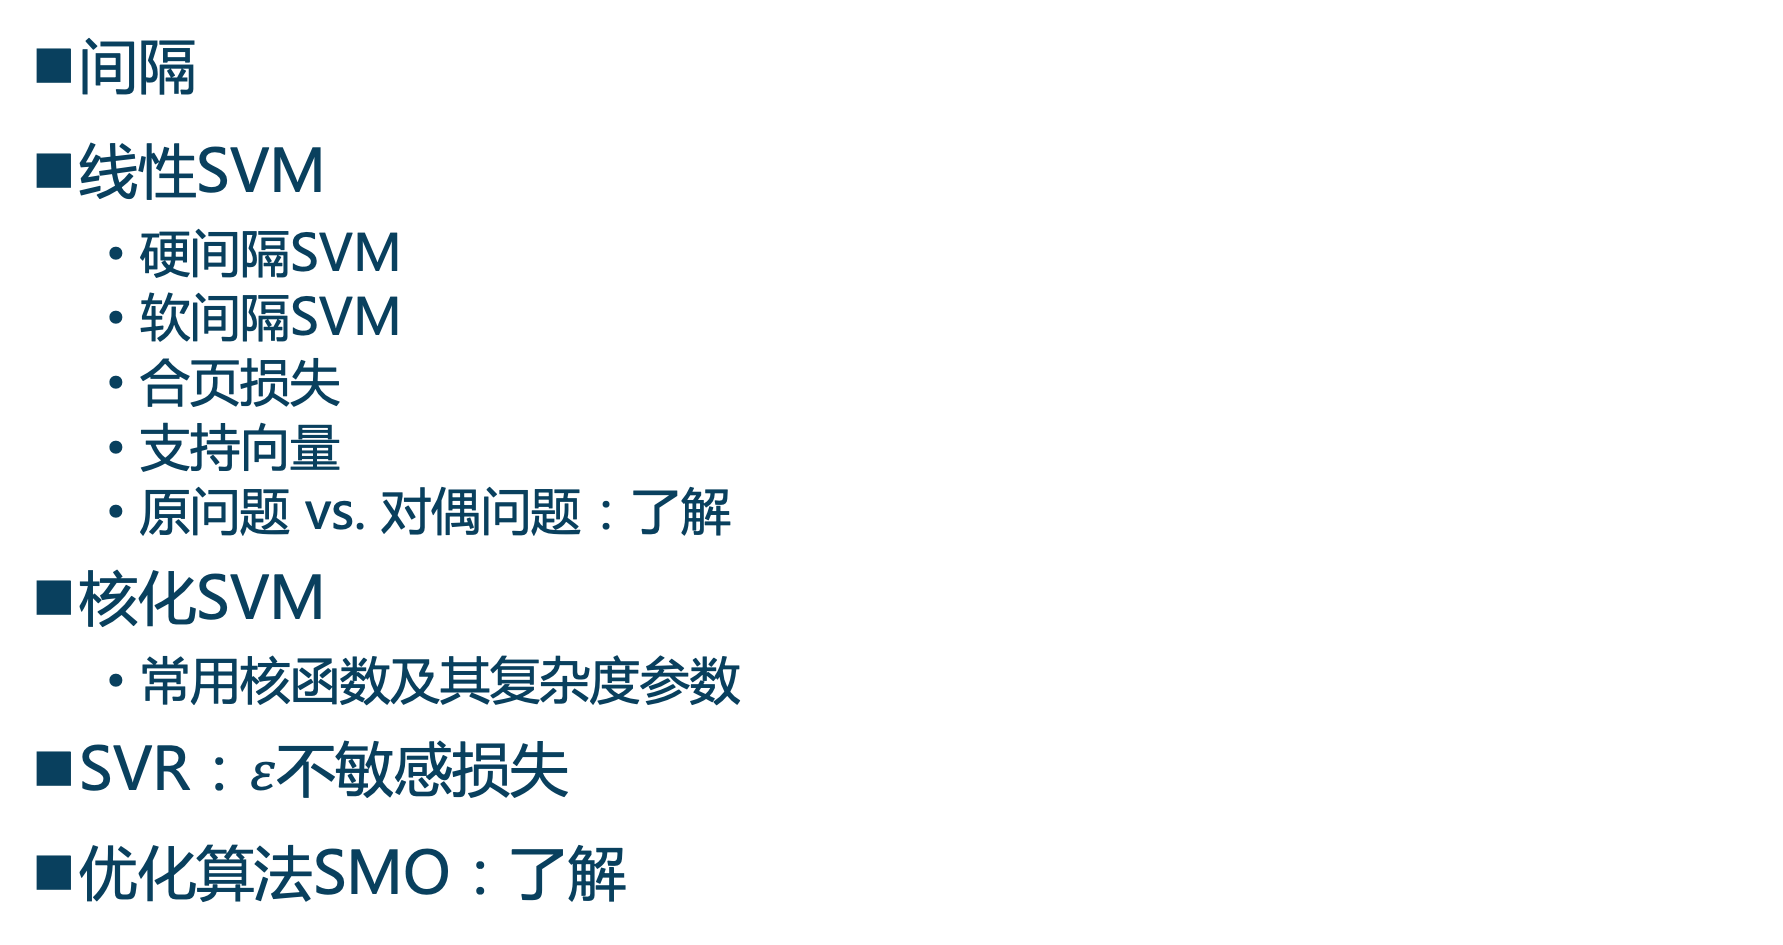 ■间隔
■线性SVM
• 硬间隔SVM
• 软间隔SVM
• 合页损失
• 支持向量
• 原问题 vs. 对偶问题：了解
■核化SVM
• 常用核函数及其复杂度参数
■SVR：ε不敏感损失
■优化算法SMO：了解